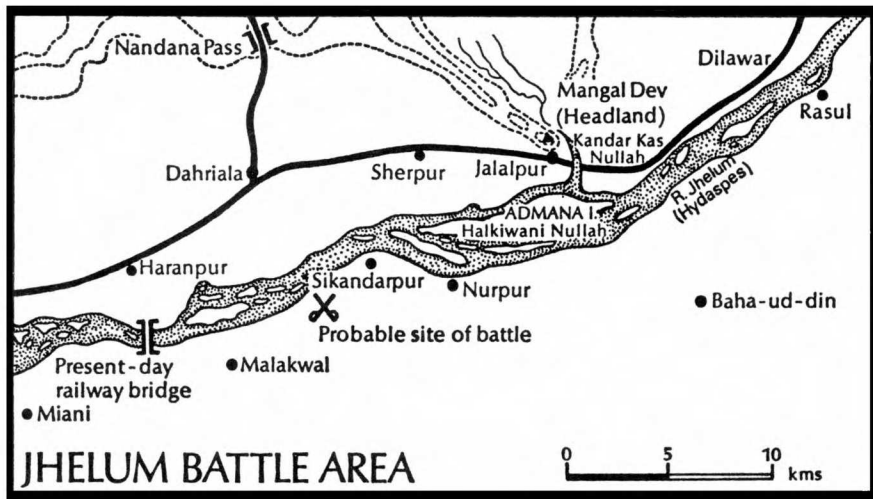 Nandana Pass
Dilawar
Mangal Dev
(Headland)
Kandar Kas
Nullah
Rasul
Dahriala
Sherpur
Jalalpur
R. Jhelum
(Hydaspes)
ADMANA I.
Halkiwani Nullah
Haranpur
Sikandarpur
Nurpur
Baha-ud-din
Probable site of battle
Present-day
railway bridge
Malakwal
Miani
JHELUM BATTLE AREA
0 5 10
kms